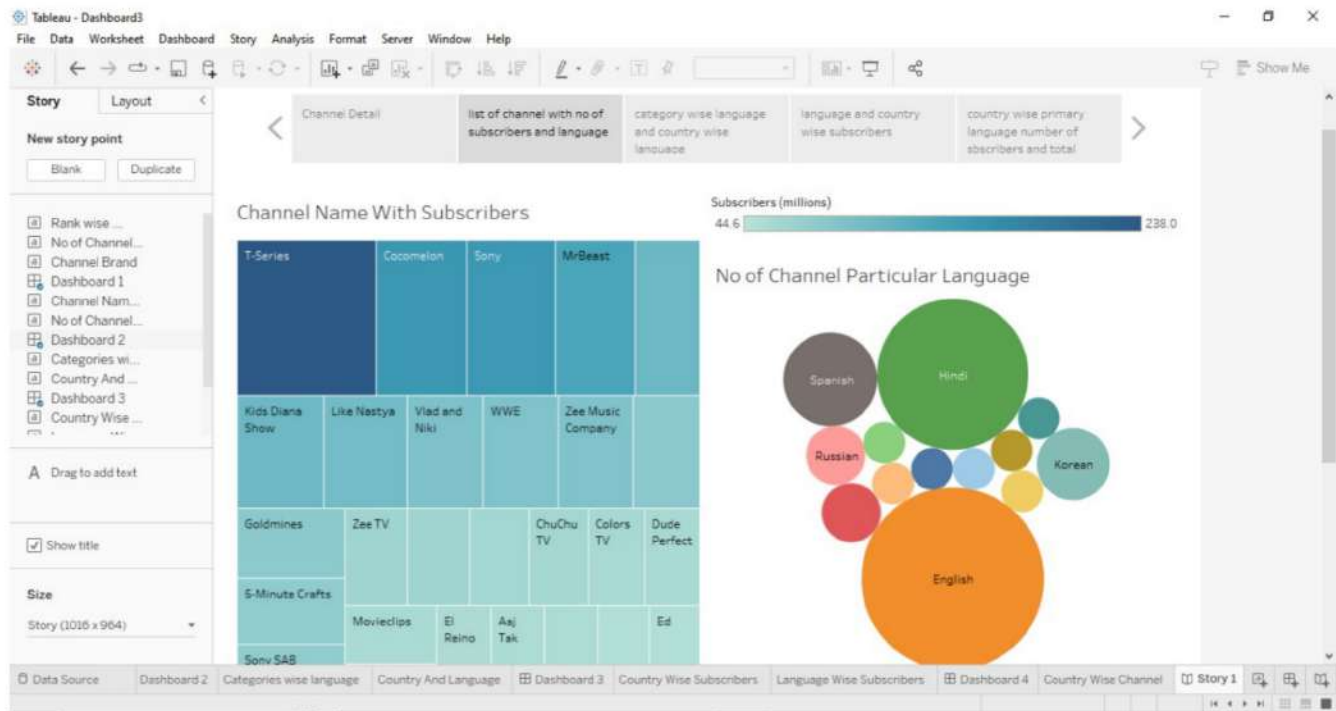 Tableau - Dashboard3
File Data Worksheet Dashboard Story Analysis Format Server Window Help
Show Me
Story Layout
New story point
Blank Duplicate
Rank wise ...
No of Channel...
Channel Brand
Dashboard 1
Channel Nam...
No of Channel...
Dashboard 2
Categories wi...
Country And ...
Dashboard 3
Country Wise ...
A Drag to add text
Show title
Size
Story (1016 x 964)
Channel Detail
list of channel with no of
subscribers and language
category wise language
and country wise
language
language and country
wise subscribers
country wise primary
language number of
sbscribers and total
Channel Name With Subscribers
T-Series Cocomelon Sony MrBeast
Kids Diana
Show
Like Nastya
Vlad and
Niki
WWE
Zee Music
Company
Goldmines
Zee TV
ChuChu
TV
Colors
TV
Dude
Perfect
5-Minute Crafts
Movieclips
El
Reino
Aaj
Tak
Ed
Sony SAB
Subscribers (millions)
44.6 238.0
No of Channel Particular Language
Spanish
Hindi
Russian
Korean
English
Data Source Dashboard 2 Categories wise language Country And Language Dashboard 3 Country Wise Subscribers Language Wise Subscribers Dashboard 4 Country Wise Channel Story 1